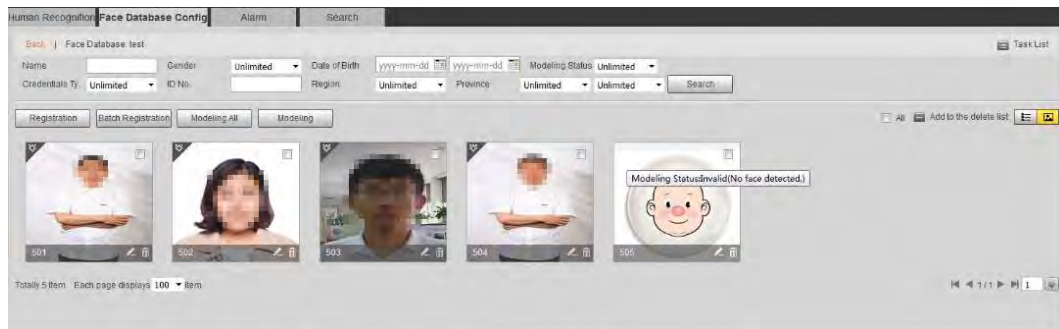 Human Recognition Face Database Config Alarm Search
Back | Face Database: test Task List
Name Gender Unlimited Date of Birth yyyy-mm-dd yyyy-mm-dd Modeling Status Unlimited
Credentials Ty. Unlimited ID No. Region Unlimited Province Unlimited Unlimited Search
Registration Batch Registration Modeling All Modeling All Add to the delete list
Modeling Status:Invalid(No face detected.)
501 502 503 504 505
Totally 5 Item Each page displays 100 Item 1/1 1